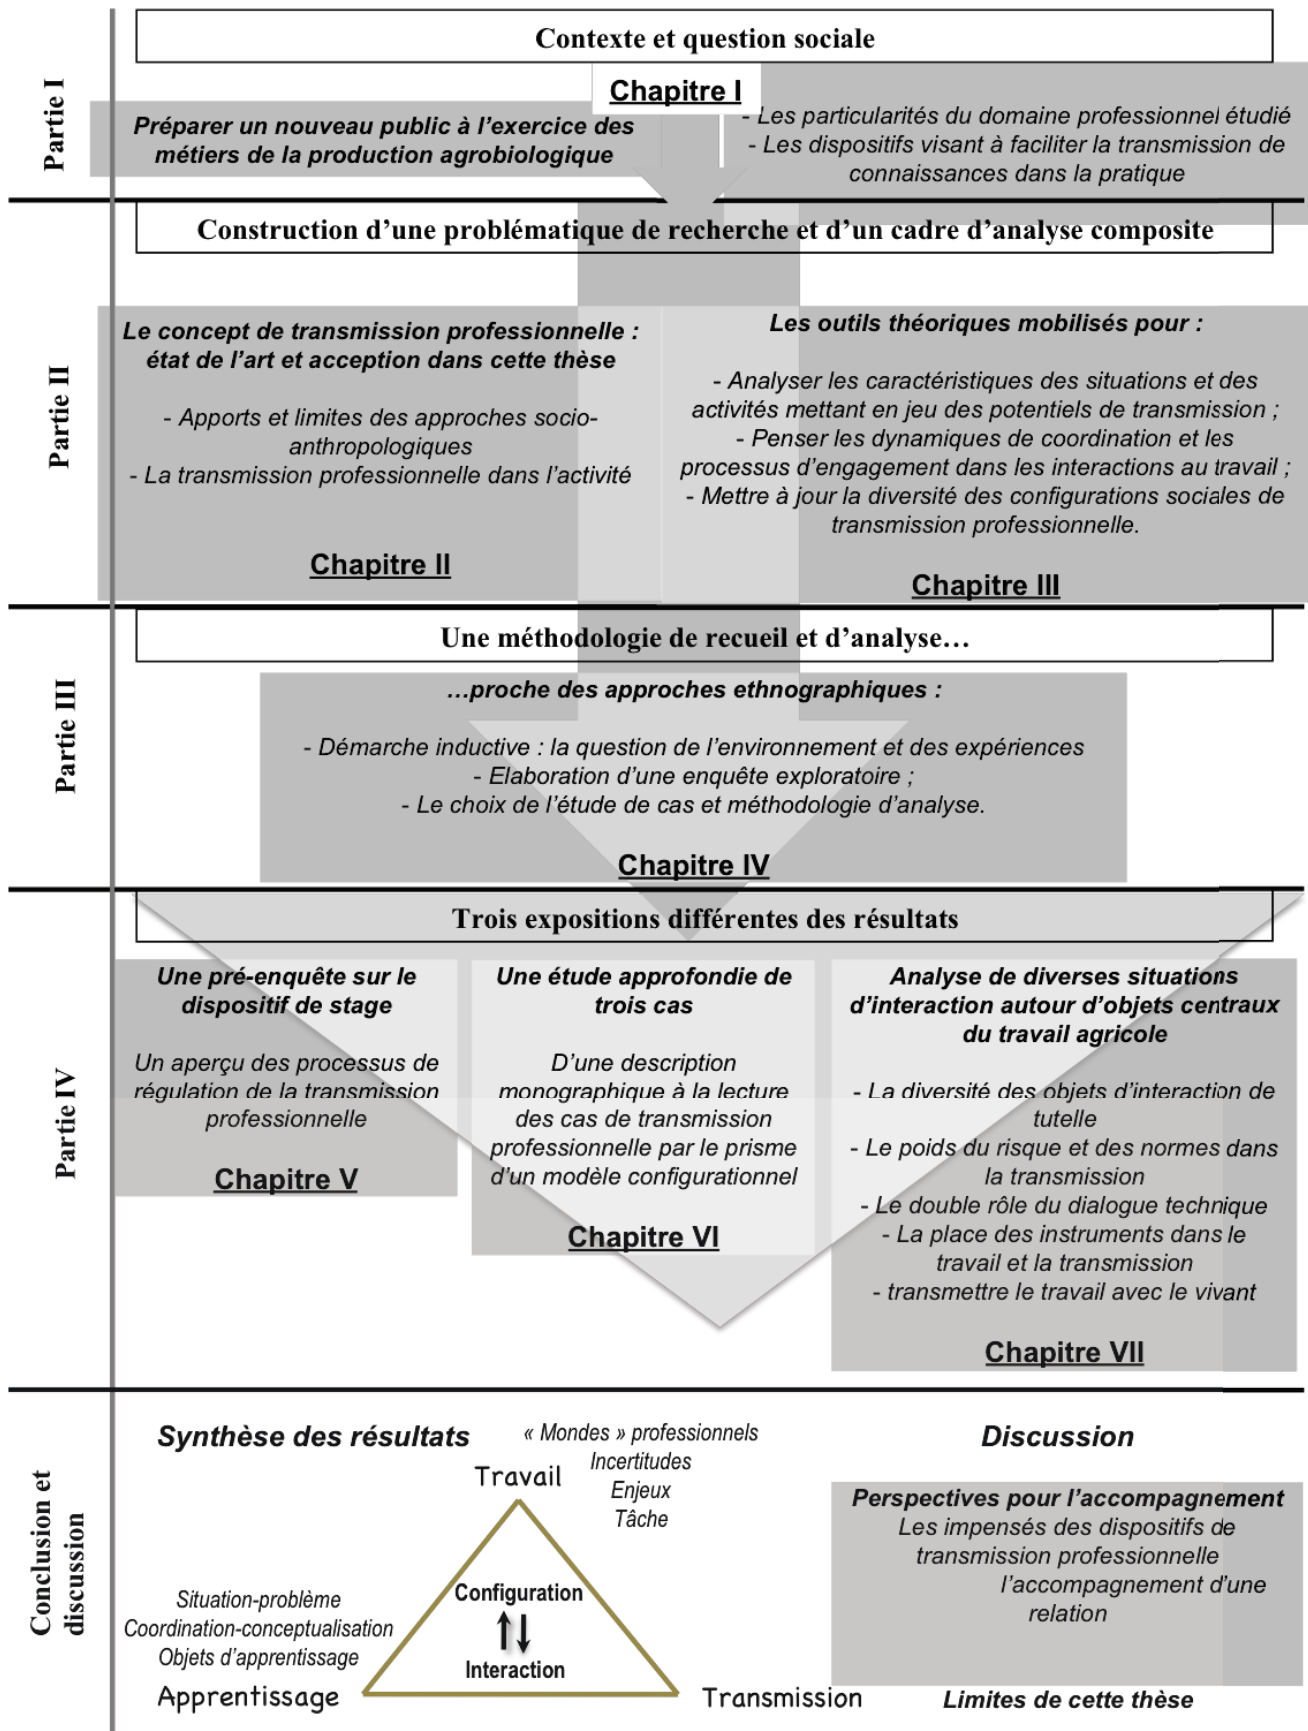 Partie I
Contexte et question sociale
Chapitre I
Préparer un nouveau public à l'exercice des
métiers de la production agrobiologique
- Les particularités du domaine professionnel étudié
- Les dispositifs visant à faciliter la transmission de
connaissances dans la pratique
Partie II
Construction d'une problématique de recherche et d'un cadre d'analyse composite
Le concept de transmission professionnelle :
état de l'art et acception dans cette thèse
- Apports et limites des approches socio-
anthropologiques
- La transmission professionnelle dans l'activité
Chapitre II
Les outils théoriques mobilisés pour :
- Analyser les caractéristiques des situations et des
activités mettant en jeu des potentiels de transmission ;
- Penser les dynamiques de coordination et les
processus d'engagement dans les interactions au travail ;
- Mettre à jour la diversité des configurations sociales de
transmission professionnelle.
Chapitre III
Partie III
Une méthodologie de recueil et d'analyse…
…proche des approches ethnographiques :
- Démarche inductive : la question de l'environnement et des expériences
- Elaboration d'une enquête exploratoire ;
- Le choix de l'étude de cas et méthodologie d'analyse.
Chapitre IV
Partie IV
Trois expositions différentes des résultats
Une pré-enquête sur le
dispositif de stage
Un aperçu des processus de
régulation de la transmission
professionnelle
Chapitre V
Une étude approfondie de
trois cas
D'une description
monographique à la lecture
des cas de transmission
professionnelle par le prisme
d'un modèle configurationnel
Chapitre VI
Analyse de diverses situations
d'interaction autour d'objets centraux
du travail agricole
- La diversité des objets d'interaction de
tutelle
- Le poids du risque et des normes dans
la transmission
- Le double rôle du dialogue technique
- La place des instruments dans le
travail et la transmission
- transmettre le travail avec le vivant
Chapitre VII
Conclusion et
discussion
Synthèse des résultats
« Mondes » professionnels
Incertitudes
Enjeux
Tâche
Travail
Configuration
Interaction
Situation-problème
Coordination-conceptualisation
Objets d'apprentissage
Apprentissage
Transmission
Discussion
Perspectives pour l'accompagnement
Les impensés des dispositifs de
transmission professionnelle
l'accompagnement d'une
relation
Limites de cette thèse